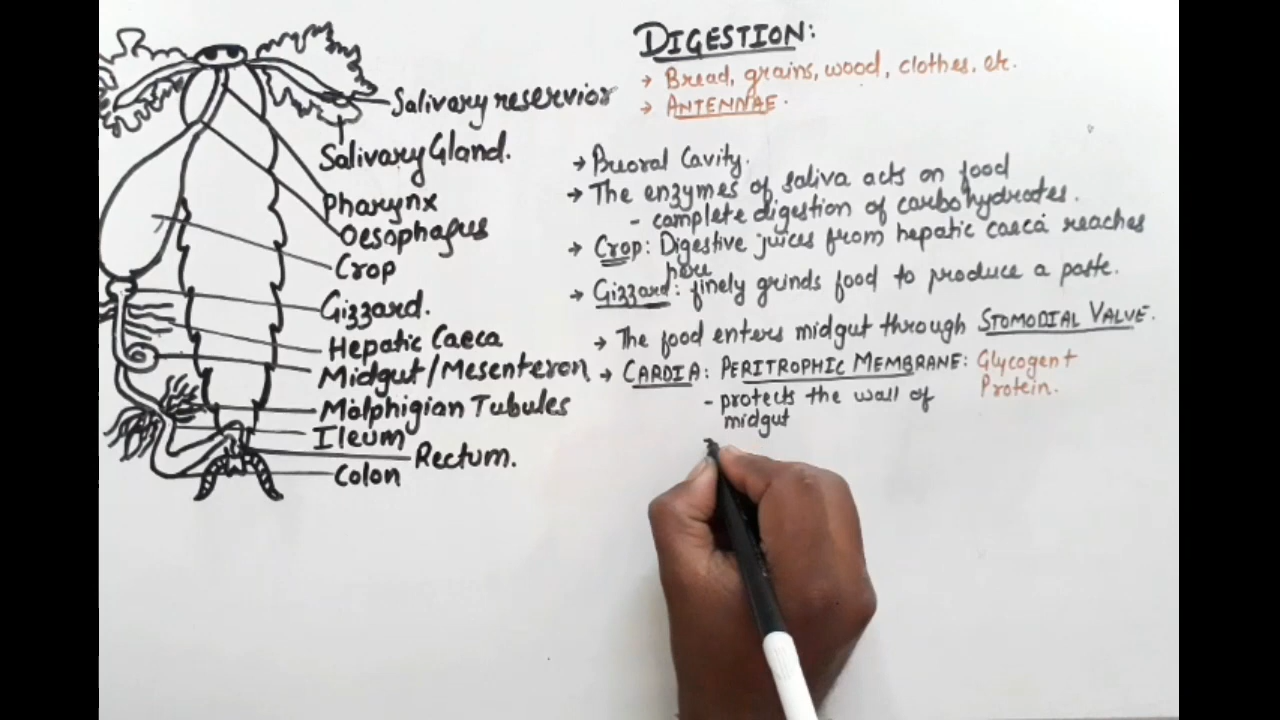 Salivary reservior
Salivary Gland.
Pharynx
Oesophagus
Crop
Gizzard.
Hepatic Caeca
Midgut/Mesenteron
Malphigian Tubules
Ileum
Rectum.
Colon
DIGESTION:
→ Bread, grains, wood, clothes, etc.
→ ANTENNAE.
→ Buoral Cavity.
→ The enzymes of saliva acts on food
- complete digestion of carbohydrates.
→ Crop: Digestive juices from hepatic caeca reaches
here
→ Gizzard: finely grinds food to produce a paste.
→ The food enters midgut through STOMODIAL VALVE.
→ CARDIA: PERITROPHIC MEMBRANE: Glycogen +
Protein.
- protects the wall of
midgut